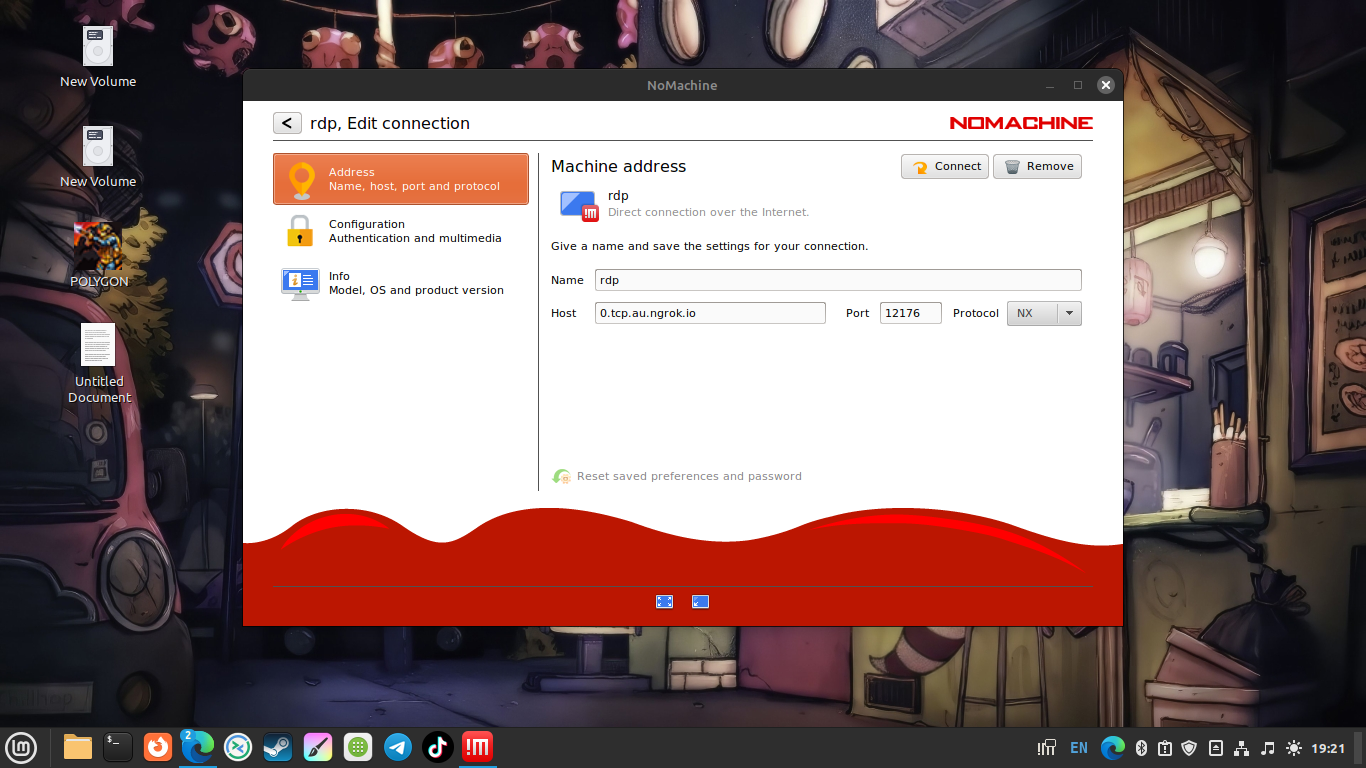 New Volume
New Volume
POLYGON
Untitled
Document
NoMachine
< rdp, Edit connection
NOMACHINE
Address
Name, host, port and protocol
Configuration
Authentication and multimedia
Info
Model, OS and product version
Machine address
Connect
Remove
rdp
Direct connection over the Internet.
Give a name and save the settings for your connection.
Name rdp
Host 0.tcp.au.ngrok.io Port 12176 Protocol NX
Reset saved preferences and password
2
$_
!M
EN
19:21